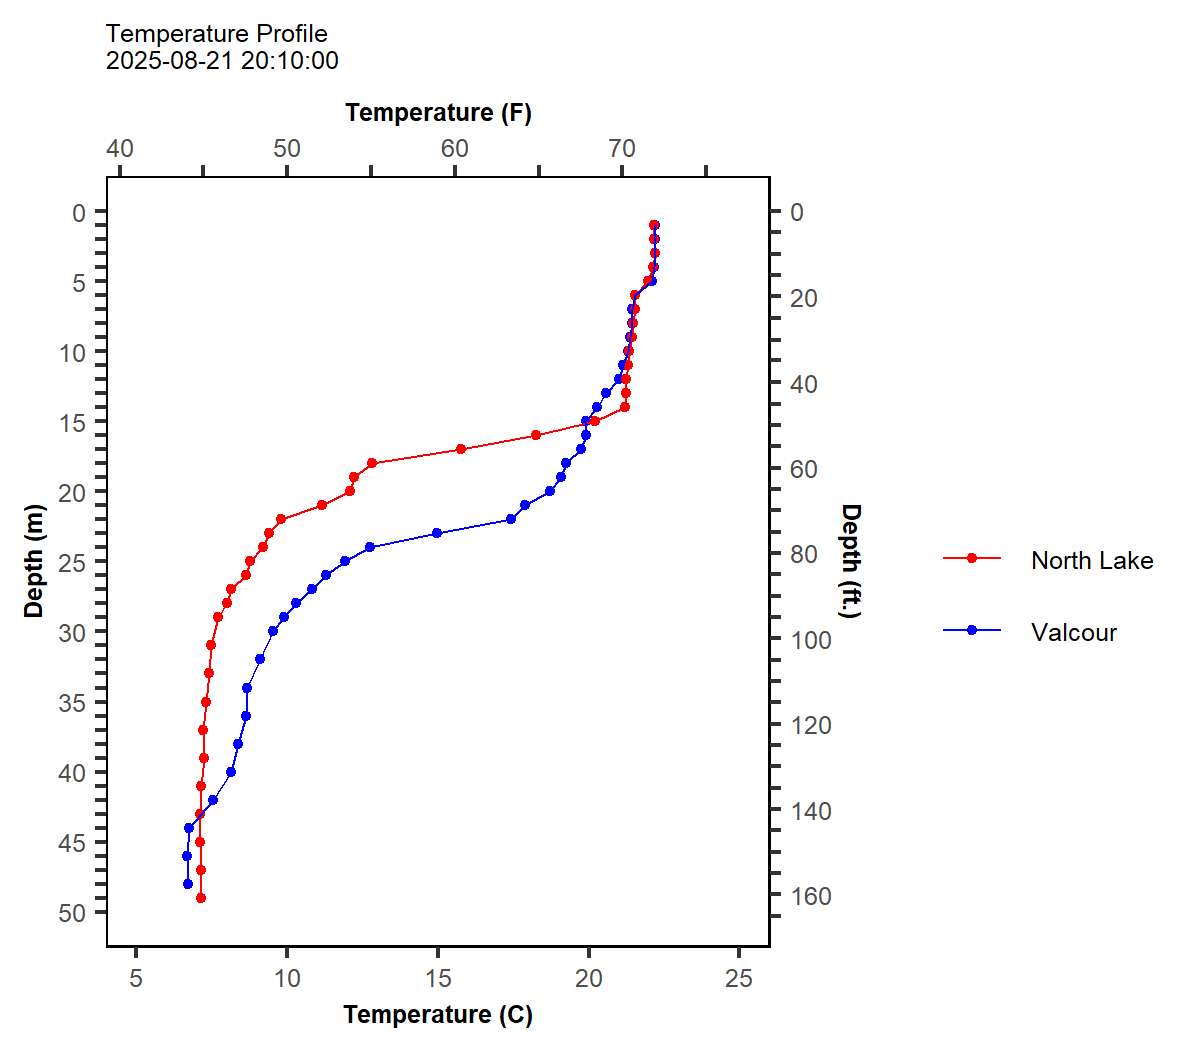 Temperature Profile
2025-08-21 20:10:00
Temperature (F)
40 50 60 70
0
5
10
15
20
25
30
35
40
45
50
Depth (m)
0
20
40
60
80
100
120
140
160
Depth (ft.)
North Lake
Valcour
5 10 15 20 25
Temperature (C)